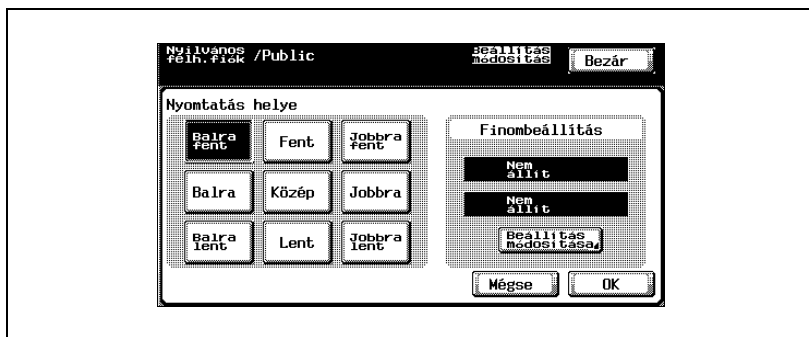 Nyilvános
félh.fiók /Public
Beállítás
módosítás
Bezár
Nyomtatás helye
Balra
fent
Fent
Jobbra
fent
Balra
Közép
Jobbra
Balra
lent
Lent
Jobbra
lent
Finombeállítás
Nem
állít
Nem
állít
Beállítás
módosítása
Mégse
OK